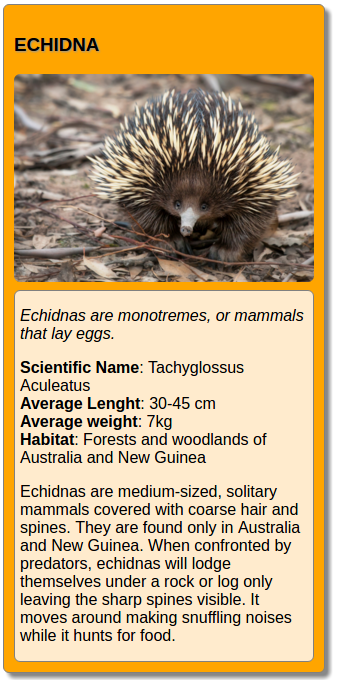 ECHIDNA
Echidnas are monotremes, or mammals
that lay eggs.
Scientific Name: Tachyglossus
Aculeatus
Average Lenght: 30-45 cm
Average weight: 7kg
Habitat: Forests and woodlands of
Australia and New Guinea
Echidnas are medium-sized, solitary
mammals covered with coarse hair and
spines. They are found only in Australia
and New Guinea. When confronted by
predators, echidnas will lodge
themselves under a rock or log only
leaving the sharp spines visible. It
moves around making snuffling noises
while it hunts for food.